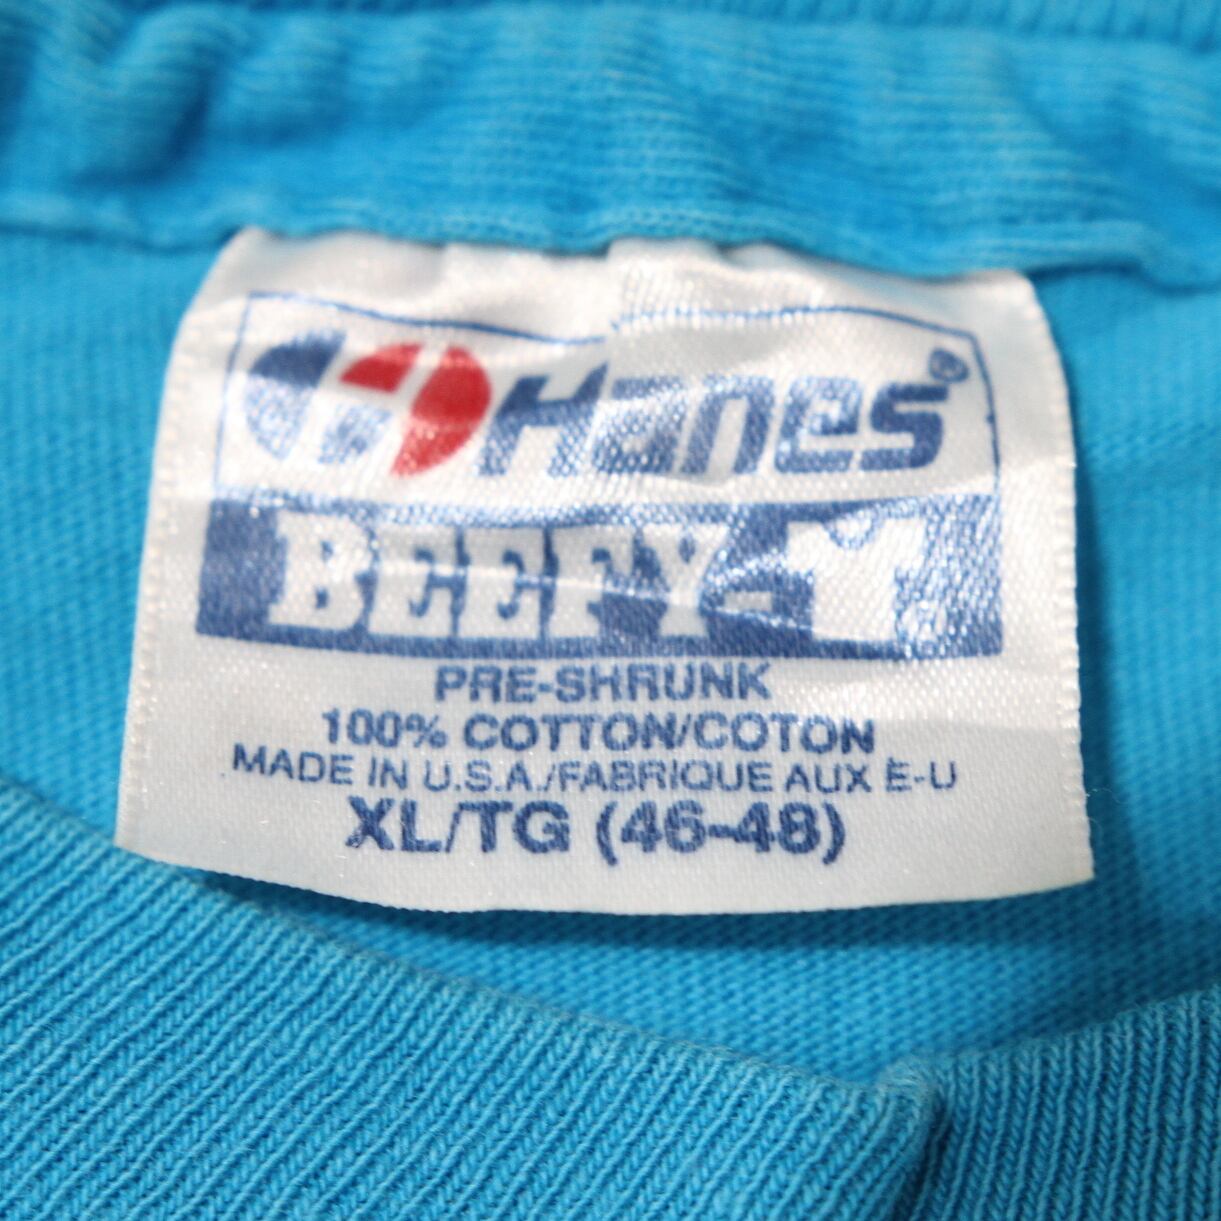 Hanes®
BEEFY-T
PRE-SHRUNK
100% COTTON/COTON
MADE IN U.S.A./FABRIQUE AUX É-U
XL/TG (46-48)